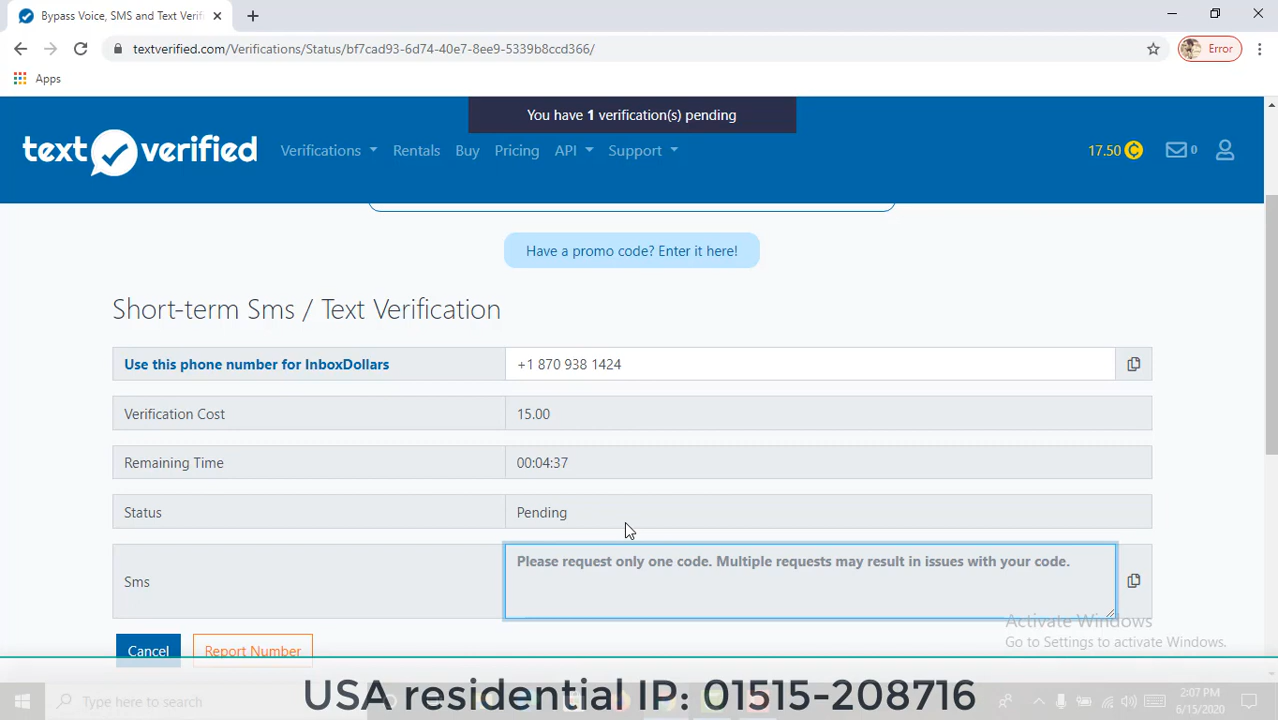 Bypass Voice, SMS and Text Verifi
textverified.com/Verifications/Status/bf7cad93-6d74-40e7-8ee9-5339b8ccd366/
Error
Apps
You have 1 verification(s) pending
text verified
Verifications Rentals Buy Pricing API Support 17.50 0
Have a promo code? Enter it here!
Short-term Sms / Text Verification
Use this phone number for InboxDollars +1 870 938 1424
Verification Cost 15.00
Remaining Time 00:04:37
Status Pending
Sms Please request only one code. Multiple requests may result in issues with your code.
Activate Windows
Go to Settings to activate Windows.
Cancel Report Number
Type here to search
USA residential IP: 01515-208716
2:07 PM
6/15/2020